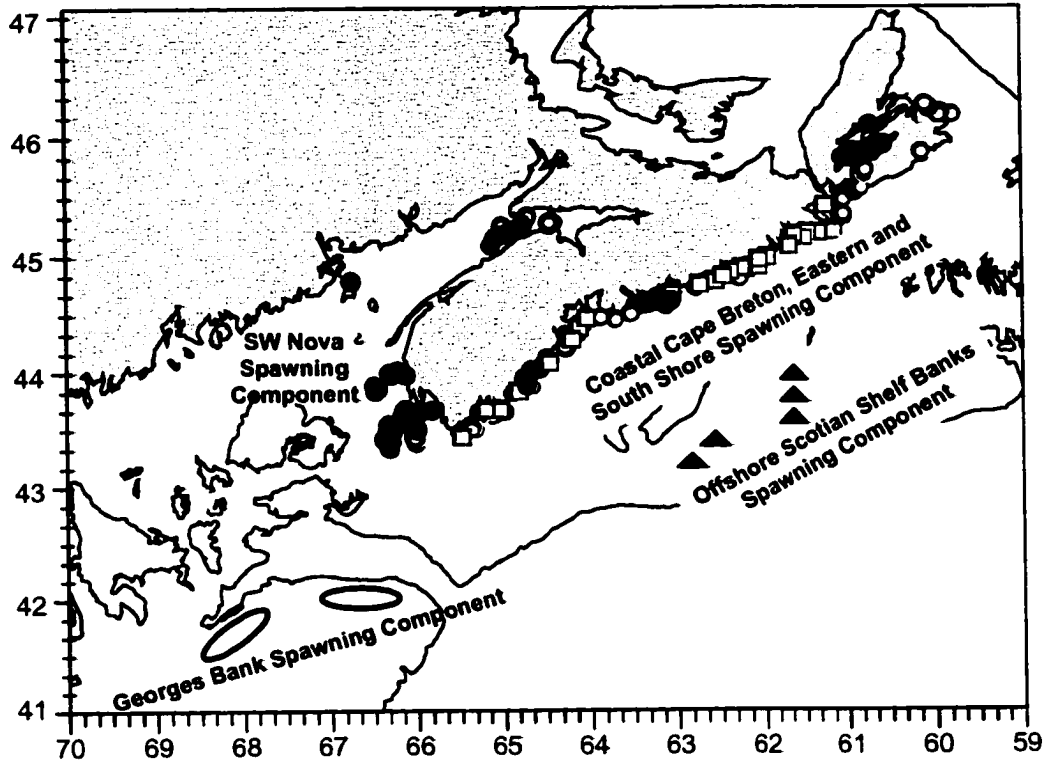 47
46
45
44
43
42
41
SW Nova
Spawning
Component
Coastal Cape Breton, Eastern and
South Shore Spawning Component
Offshore Scotian Shelf Banks
Spawning Component
Georges Bank Spawning Component
70 69 68 67 66 65 64 63 62 61 60 59